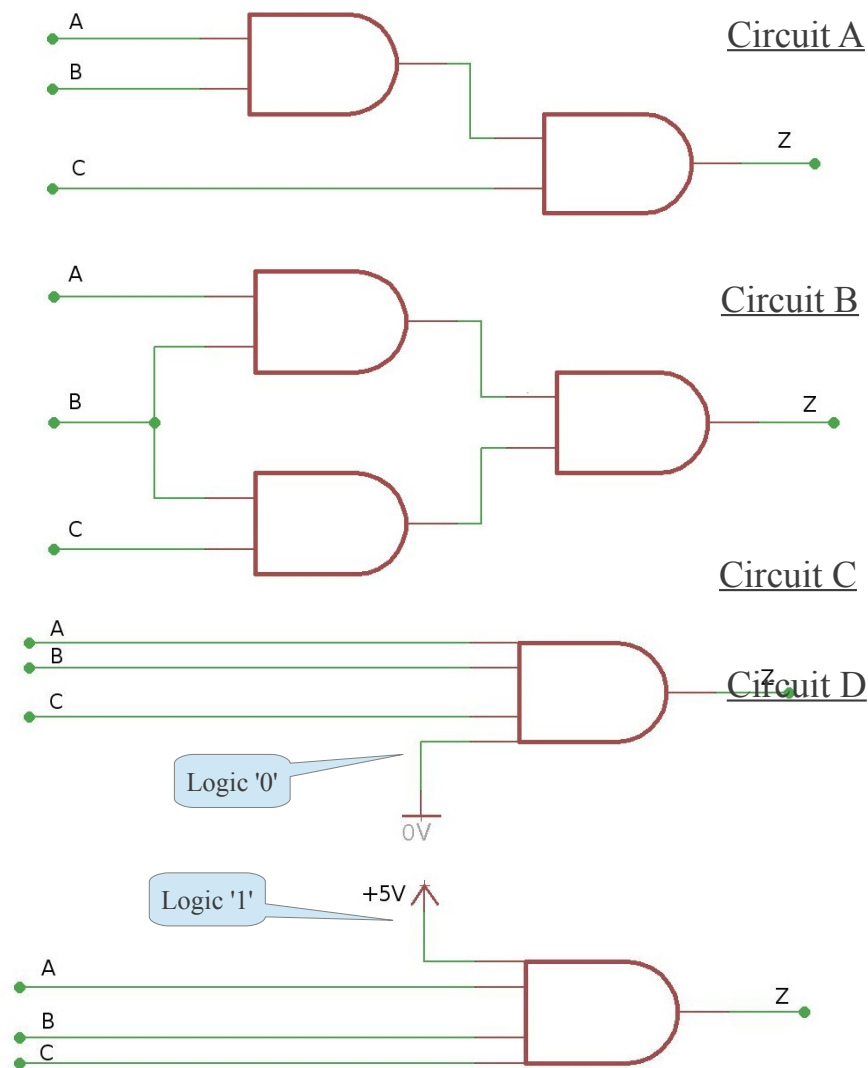 A
Circuit A
B
C
Z
A
Circuit B
B
Z
C
Circuit C
A
B
C
Z
Circuit D
Logic '0'
0V
Logic '1'
+5V
A
Z
B
C